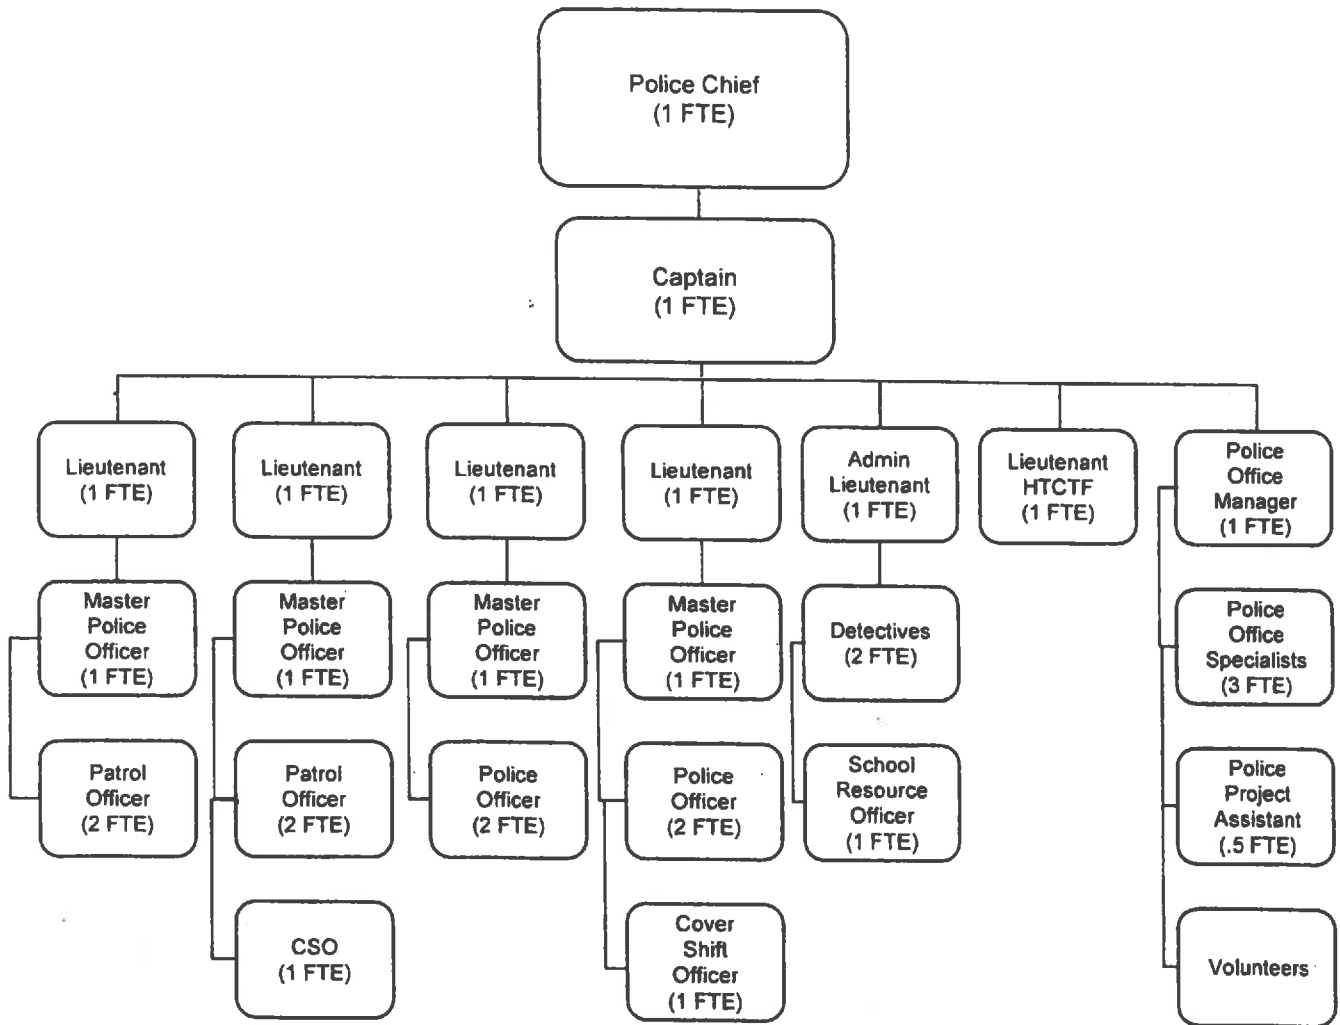 Police Chief
(1 FTE)
Captain
(1 FTE)
Lieutenant
(1 FTE)
Lieutenant
(1 FTE)
Lieutenant
(1 FTE)
Lieutenant
(1 FTE)
Admin
Lieutenant
(1 FTE)
Lieutenant
HTCTF
(1 FTE)
Police
Office
Manager
(1 FTE)
Master
Police
Officer
(1 FTE)
Master
Police
Officer
(1 FTE)
Master
Police
Officer
(1 FTE)
Master
Police
Officer
(1 FTE)
Detectives
(2 FTE)
Police
Office
Specialists
(3 FTE)
Patrol
Officer
(2 FTE)
Patrol
Officer
(2 FTE)
Police
Officer
(2 FTE)
Police
Officer
(2 FTE)
School
Resource
Officer
(1 FTE)
Police
Project
Assistant
(.5 FTE)
CSO
(1 FTE)
Cover
Shift
Officer
(1 FTE)
Volunteers